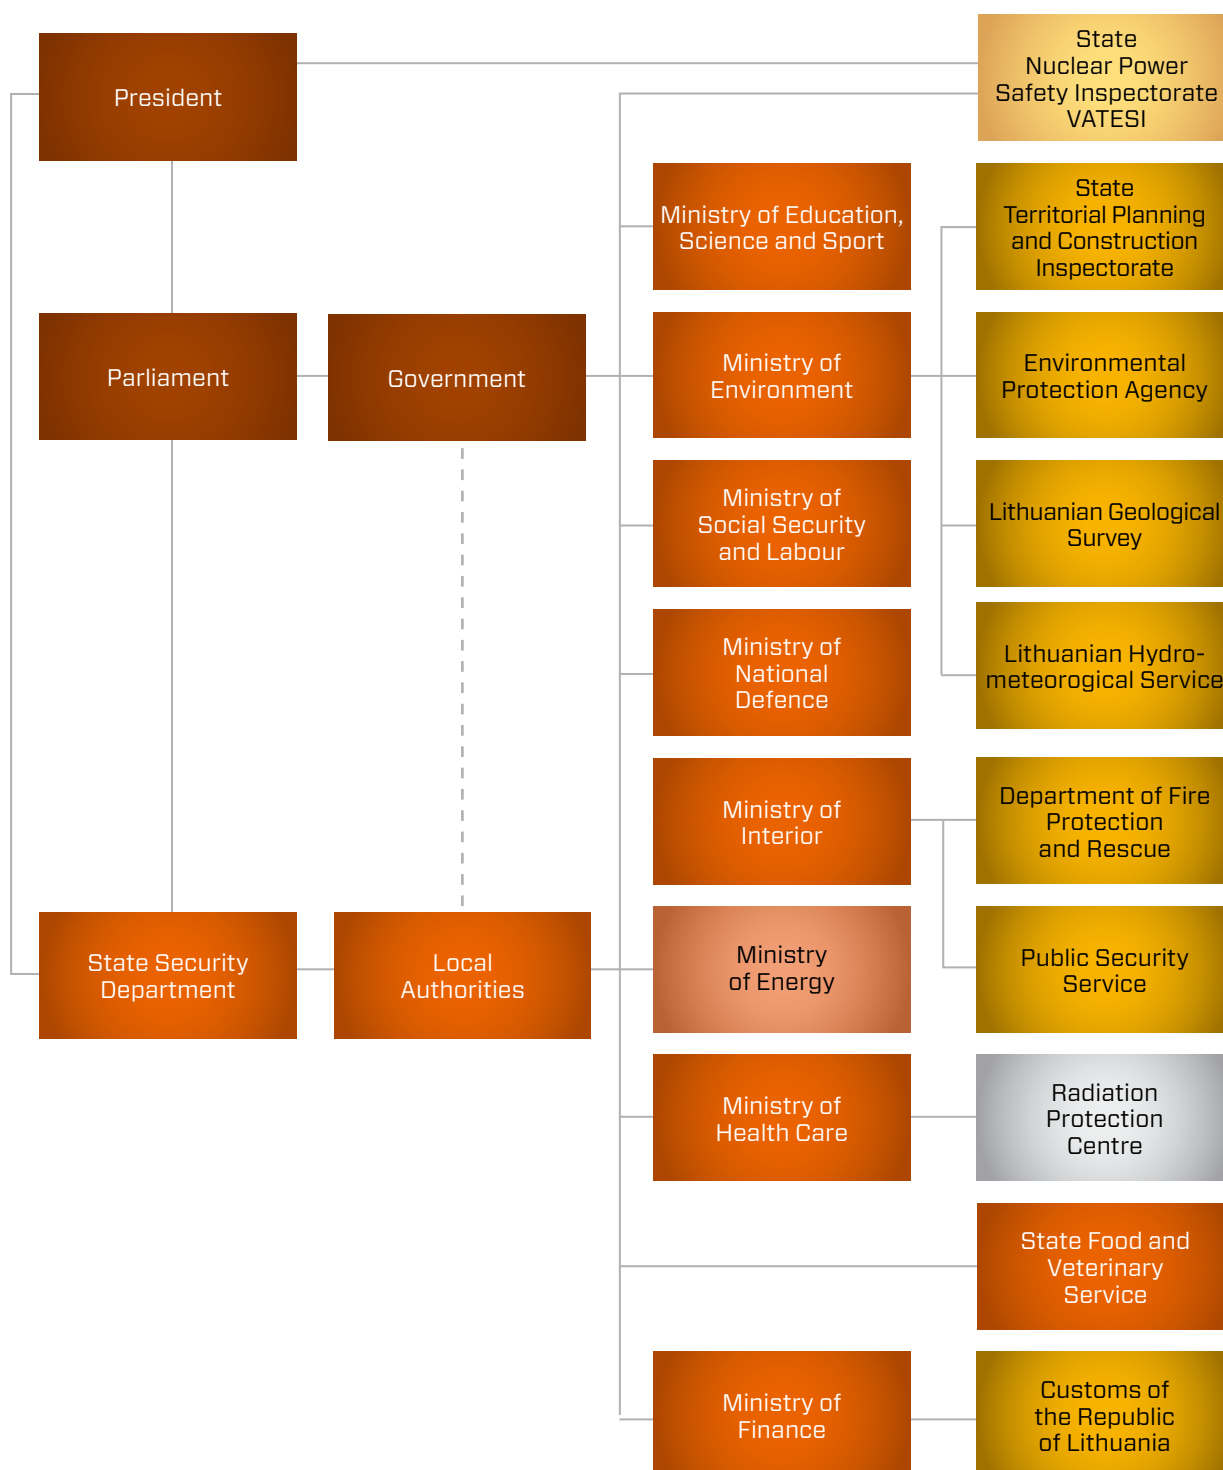 President
State
Nuclear Power
Safety Inspectorate
VATESI
Ministry of Education,
Science and Sport
State
Territorial Planning
and Construction
Inspectorate
Parliament
Government
Ministry of
Environment
Environmental
Protection Agency
Ministry of
Social Security
and Labour
Lithuanian Geological
Survey
Ministry of
National
Defence
Lithuanian Hydro-
meteorogical Service
Ministry of
Interior
Department of Fire
Protection
and Rescue
State Security
Department
Local
Authorities
Ministry
of Energy
Public Security
Service
Ministry of
Health Care
Radiation
Protection
Centre
State Food and
Veterinary
Service
Ministry of
Finance
Customs of
the Republic
of Lithuania